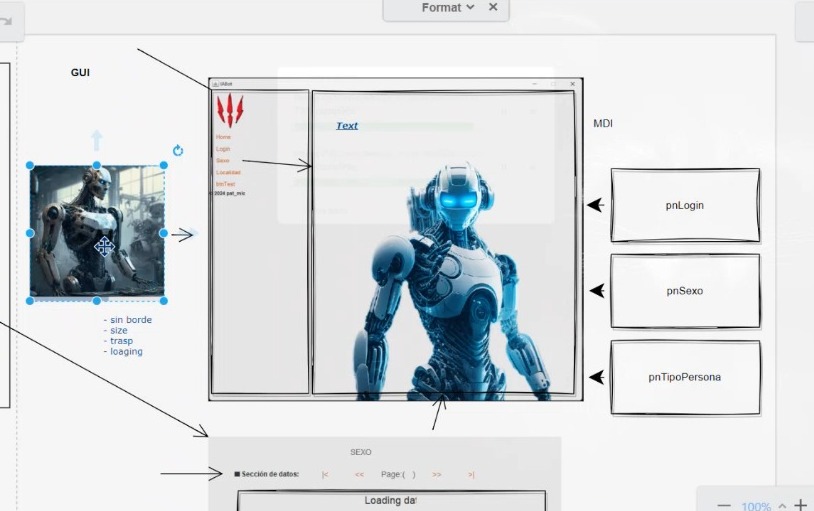 Format
GUI
MDI
Text
Home
Login
Sexo
Localidad
btnTest
© 2024 pat_mic
- sin borde
- size
- trasp
- loaging
pnLogin
pnSexo
pnTipoPersona
SEXO
Sección de datos:
|<
<<
Page:( )
>>
>|
Loading dat
100%